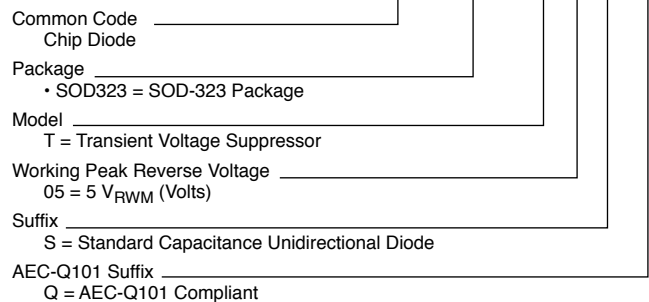 Common Code
Chip Diode
Package
• SOD323 = SOD-323 Package
Model
T = Transient Voltage Suppressor
Working Peak Reverse Voltage
05 = 5 VRWM (Volts)
Suffix
S = Standard Capacitance Unidirectional Diode
AEC-Q101 Suffix
Q = AEC-Q101 Compliant